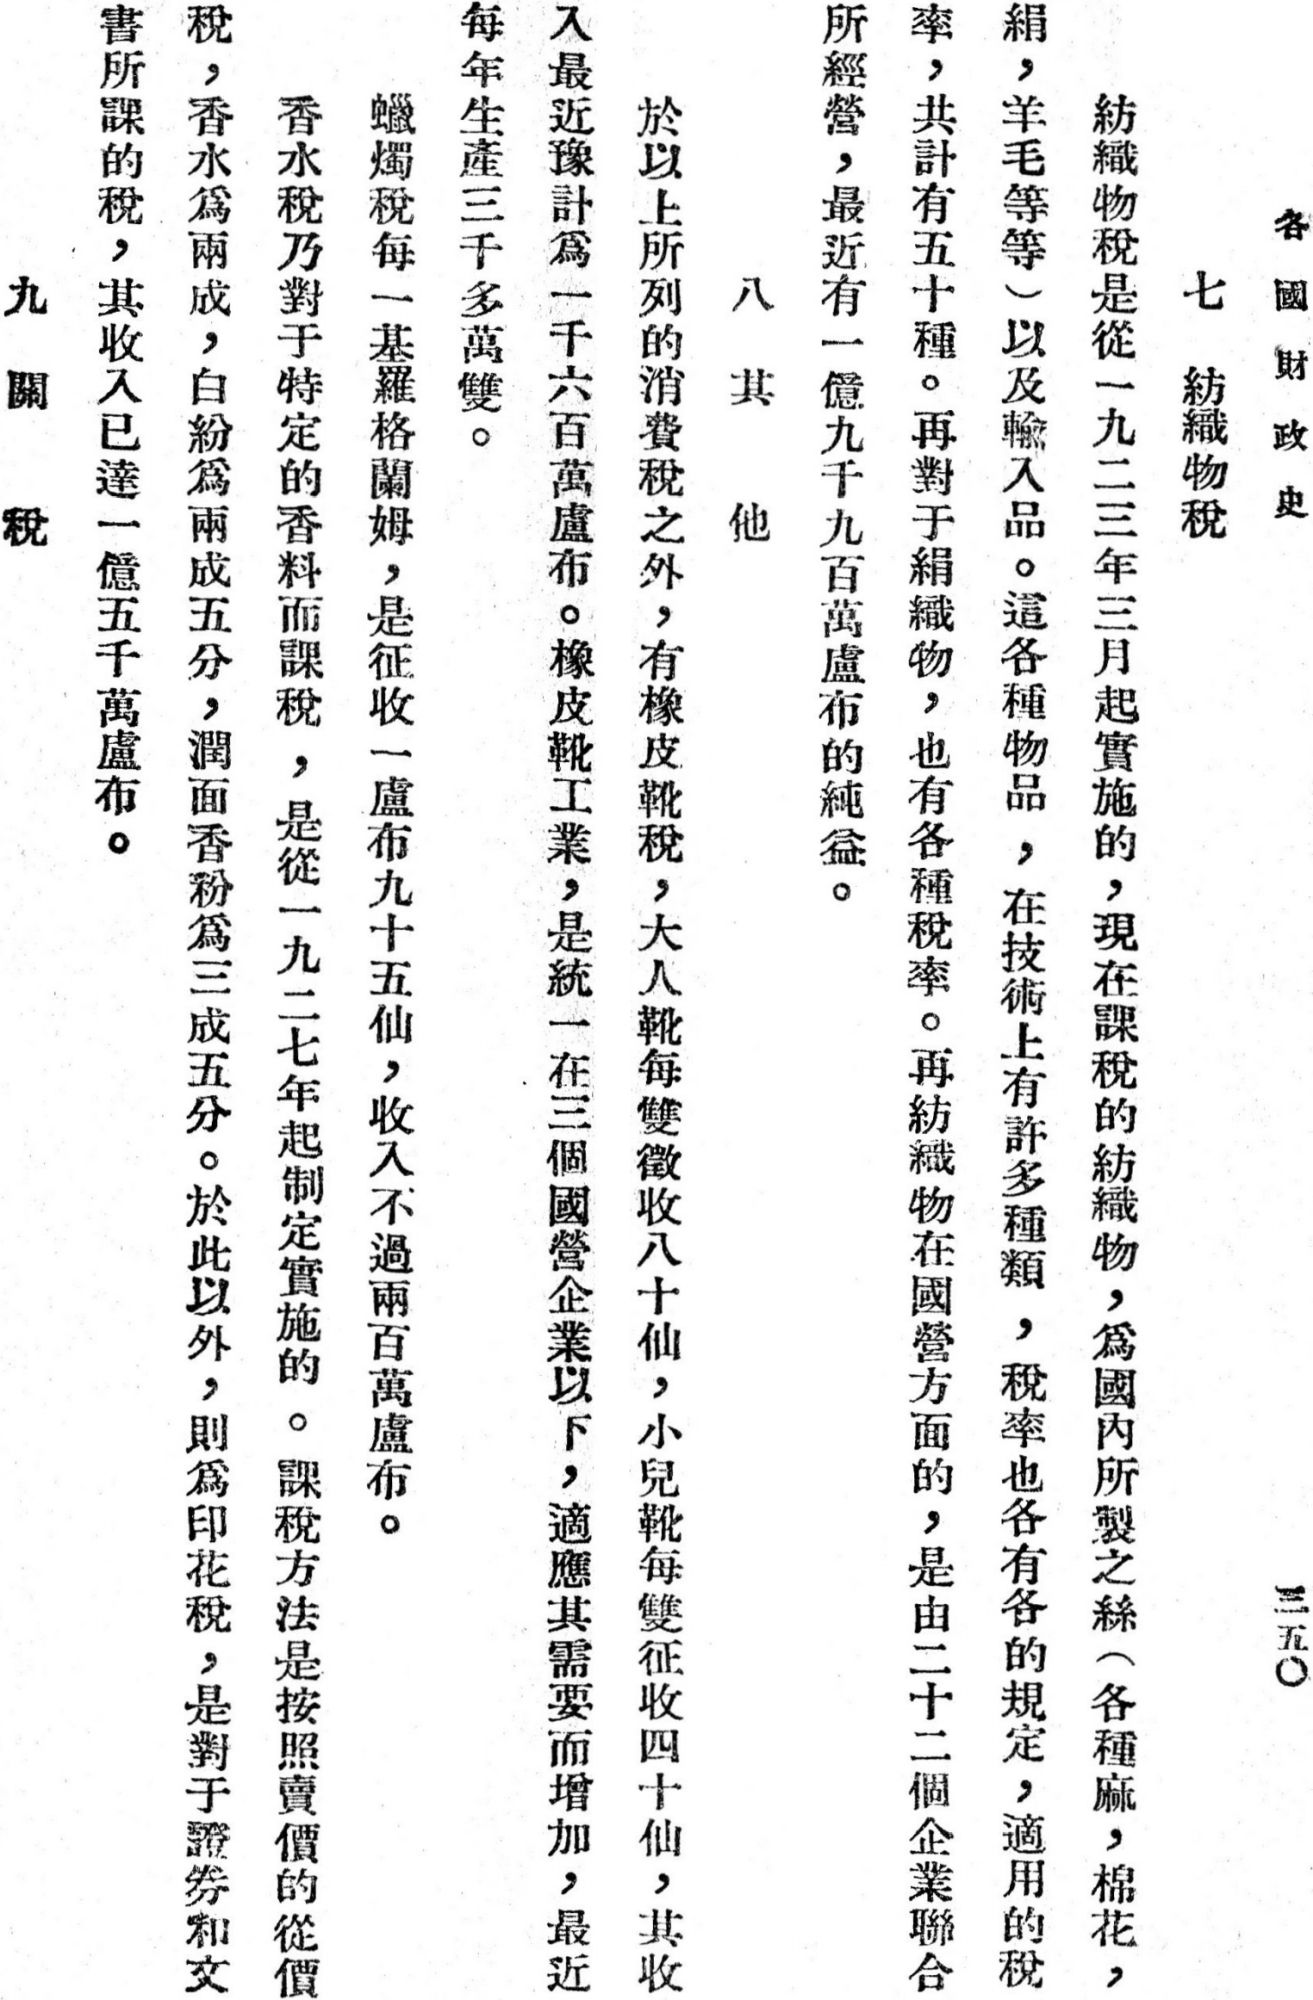 各國財政史
三五〇
七 紡織物稅
紡織物稅是從一九二三年三月起實施的，現在課稅的紡織物，爲國內所製之絲（各種麻，棉花，
絹，羊毛等等）以及輸入品。這各種物品，在技術上有許多種類，稅率也各有各的規定，適用的稅
率，共計有五十種。再對于絹織物，也有各種稅率。再紡織物在國營方面的，是由二十二個企業聯合
所經營，最近有一億九千九百萬盧布的純益。
八 其他
於以上所列的消費稅之外，有橡皮靴稅，大人靴每雙徵收八十仙，小兒靴每雙征收四十仙，其收
入最近豫計爲一千六百萬盧布。橡皮靴工業，是統一在三個國營企業以下，適應其需要而增加，最近
每年生產三千多萬雙。
蠟燭稅每一基羅格蘭姆，是征收一盧布九十五仙，收入不過兩百萬盧布。
香水稅乃對于特定的香料而課稅，是從一九二七年起制定實施的。課稅方法是按照賣價的從價
稅，香水爲兩成，白紛爲兩成五分，潤面香粉爲三成五分。於此以外，則爲印花稅，是對于證券和文
書所課的稅，其收入已達一億五千萬盧布。
九 關稅